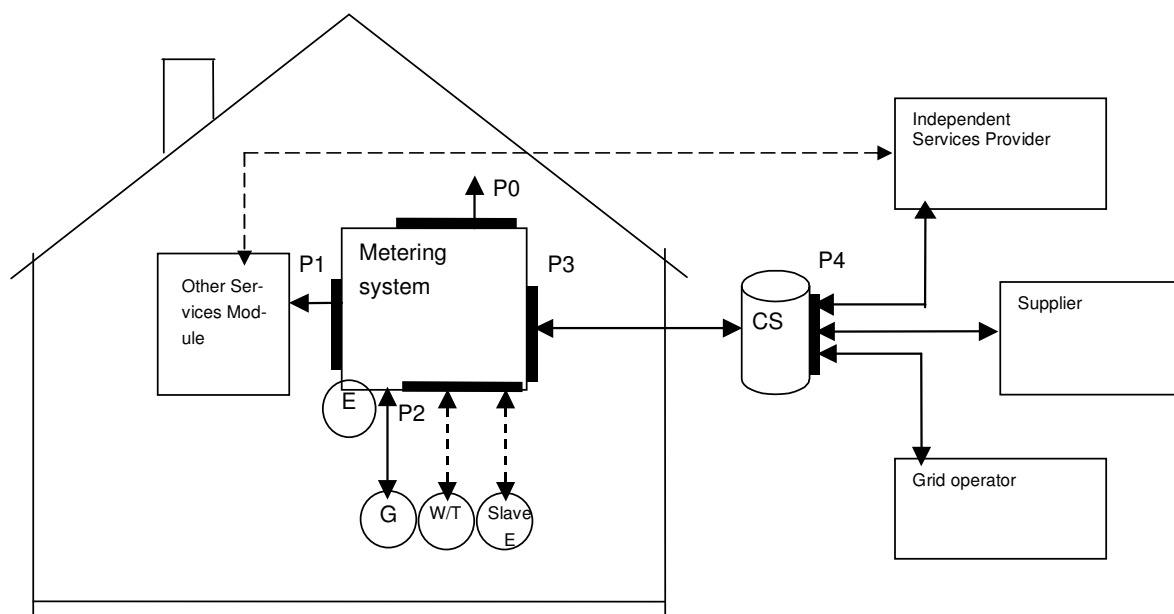 Independent
Services Provider
P0
Metering
system
P1
P3
P4
Other Ser-
vices Mod-
ule
CS
Supplier
E
P2
G
W/T
Slave
E
Grid operator